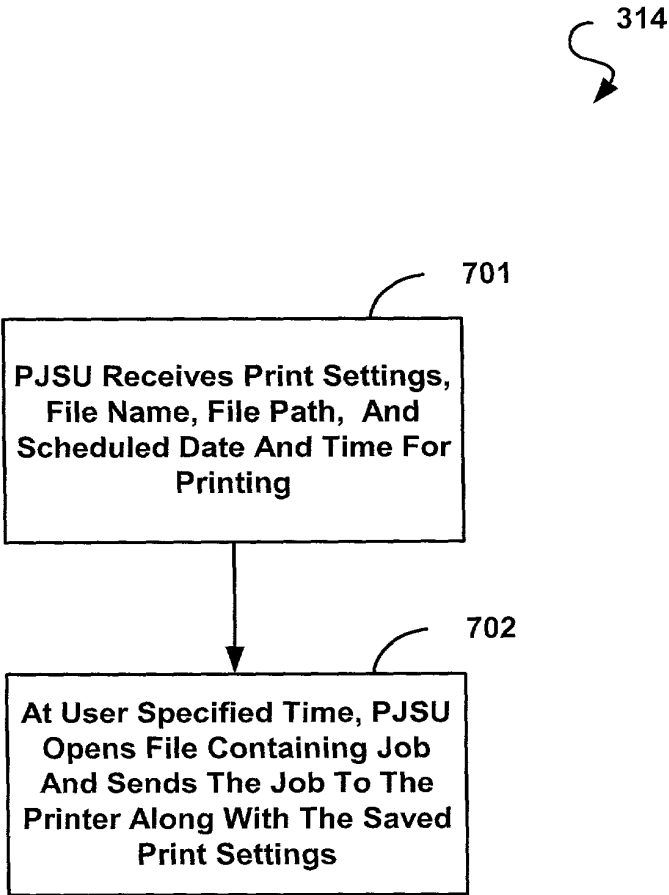 314
701
PJSU Receives Print Settings,
File Name, File Path, And
Scheduled Date And Time For
Printing
702
At User Specified Time, PJSU
Opens File Containing Job
And Sends The Job To The
Printer Along With The Saved
Print Settings